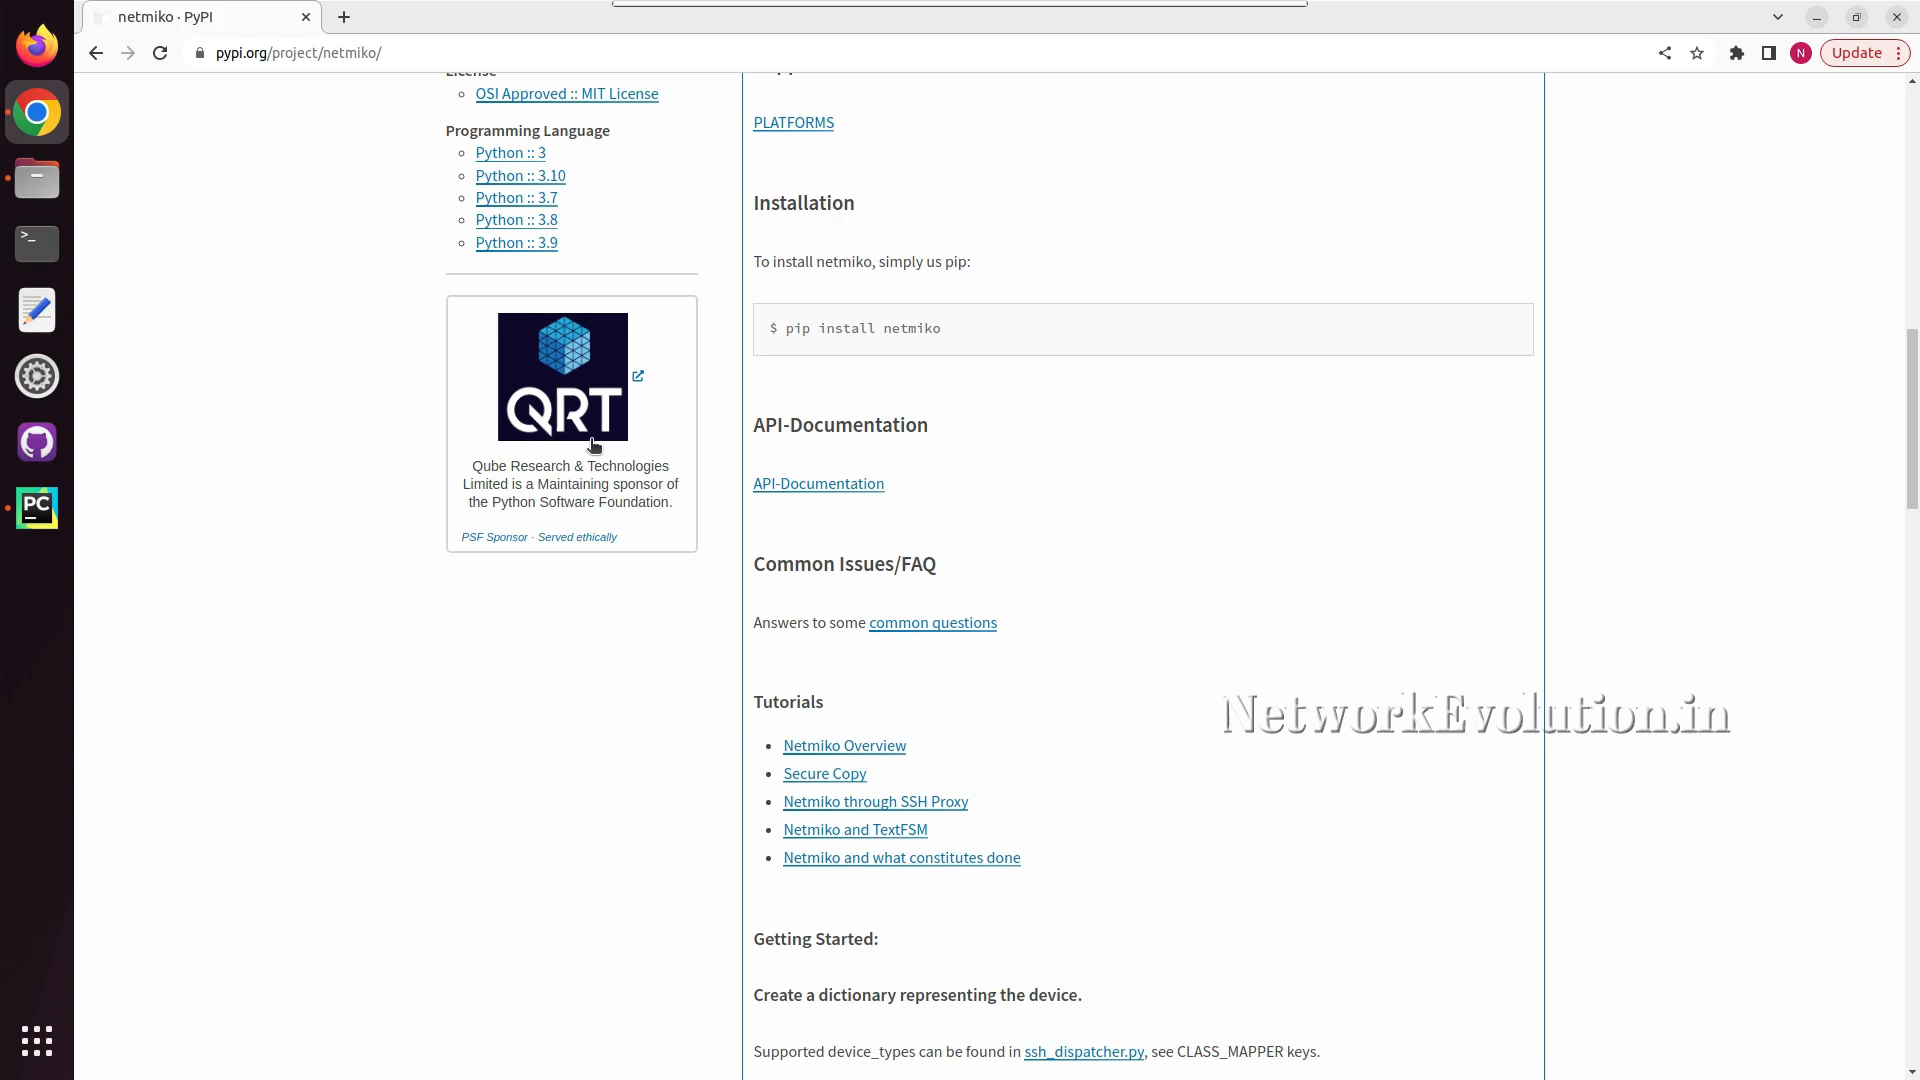 netmiko · PyPI
pypi.org/project/netmiko/
N
Update
License
OSI Approved :: MIT License
Programming Language
Python :: 3
Python :: 3.10
Python :: 3.7
Python :: 3.8
Python :: 3.9
QRT
Qube Research & Technologies
Limited is a Maintaining sponsor of
the Python Software Foundation.
PSF Sponsor · Served ethically
PLATFORMS
Installation
To install netmiko, simply us pip:
$ pip install netmiko
API-Documentation
API-Documentation
Common Issues/FAQ
Answers to some common questions
Tutorials
Netmiko Overview
Secure Copy
Netmiko through SSH Proxy
Netmiko and TextFSM
Netmiko and what constitutes done
Getting Started:
Create a dictionary representing the device.
Supported device_types can be found in ssh_dispatcher.py, see CLASS_MAPPER keys.
NetworkEvolution.in
PC